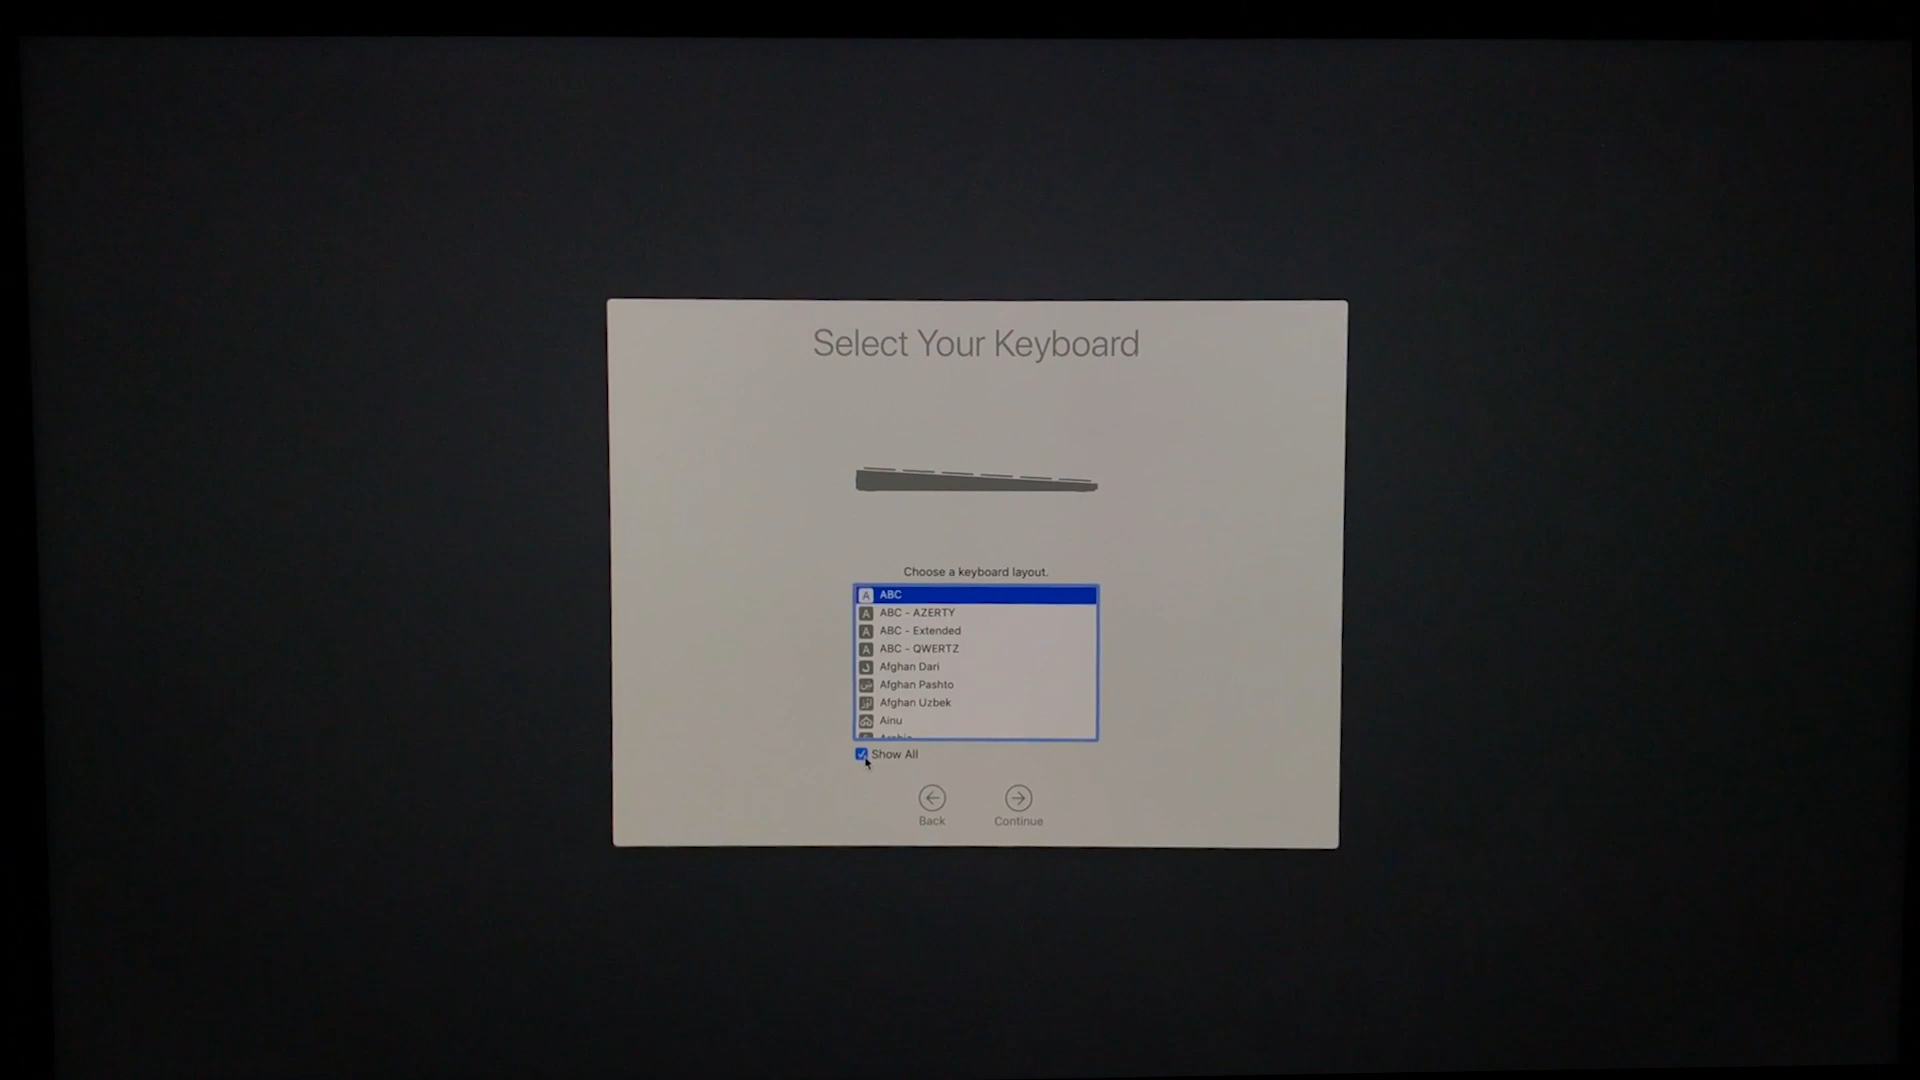 Select Your Keyboard
Choose a keyboard layout.
A ABC
A ABC - AZERTY
A ABC - Extended
A ABC - QWERTZ
Afghan Dari
Afghan Pashto
Afghan Uzbek
Ainu
Arabic
Show All
Back
Continue